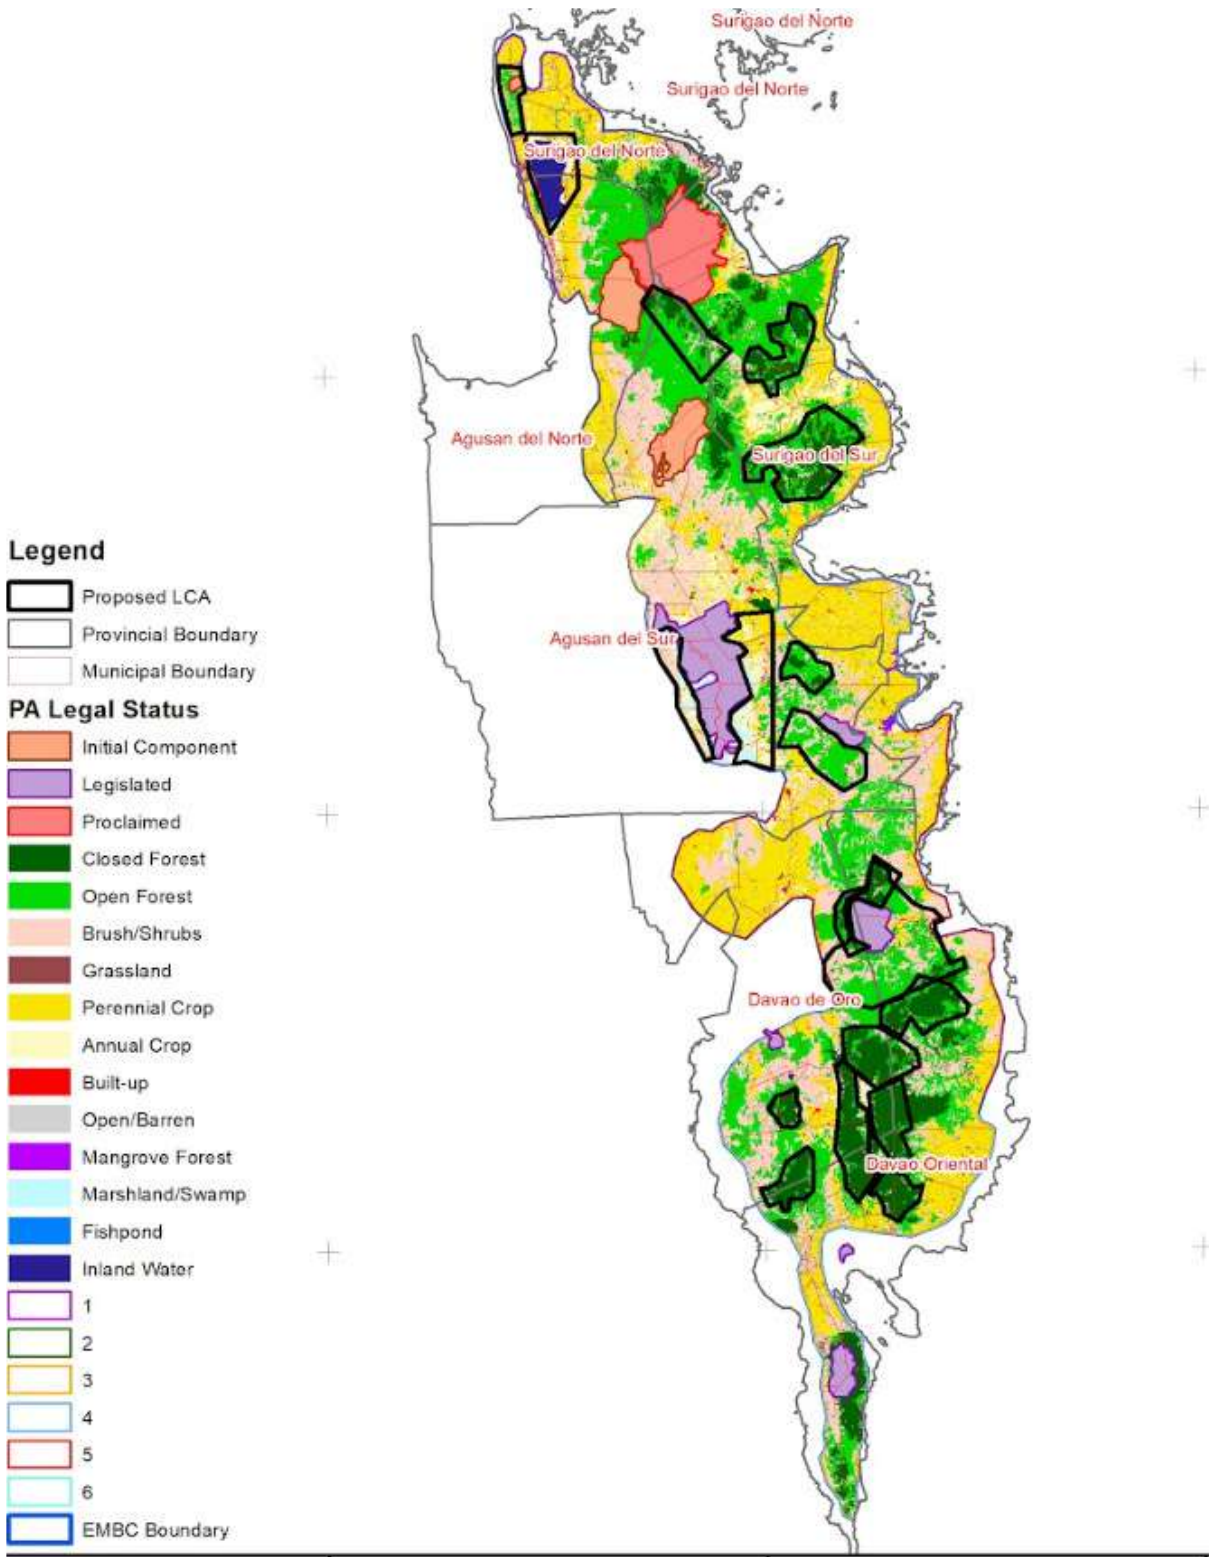 Surigao del Norte
Surigao del Norte
Surigao del Norte
Agusan del Norte
Surigao del Sur
Agusan del Sur
Davao de Oro
Davao Oriental
Legend
Proposed LCA
Provincial Boundary
Municipal Boundary
PA Legal Status
Initial Component
Legislated
Proclaimed
Closed Forest
Open Forest
Brush/Shrubs
Grassland
Perennial Crop
Annual Crop
Built-up
Open/Barren
Mangrove Forest
Marshland/Swamp
Fishpond
Inland Water
1
2
3
4
5
6
EMBC Boundary